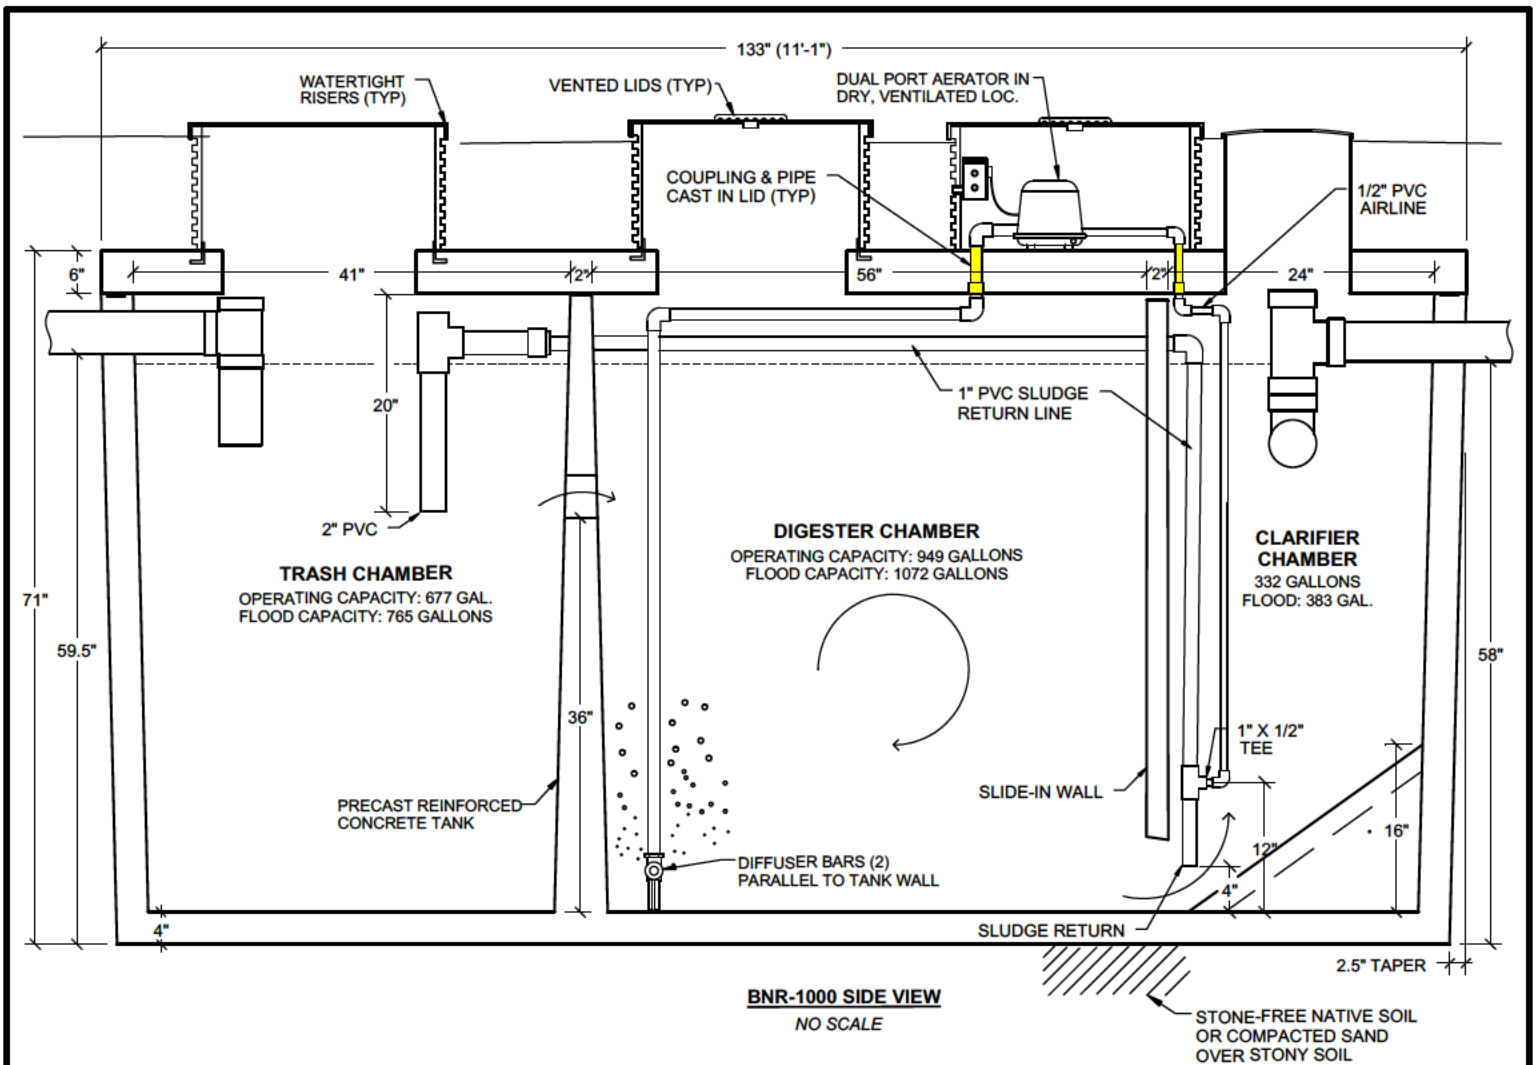 133" (11'-1")
WATERTIGHT
RISERS (TYP)
VENTED LIDS (TYP)
DUAL PORT AERATOR IN
DRY, VENTILATED LOC.
COUPLING & PIPE
CAST IN LID (TYP)
1/2" PVC
AIRLINE
6"
41"
2"
56"
2"
24"
20"
1" PVC SLUDGE
RETURN LINE
2" PVC
TRASH CHAMBER
OPERATING CAPACITY: 677 GAL.
FLOOD CAPACITY: 765 GALLONS
DIGESTER CHAMBER
OPERATING CAPACITY: 949 GALLONS
FLOOD CAPACITY: 1072 GALLONS
CLARIFIER
CHAMBER
332 GALLONS
FLOOD: 383 GAL.
71"
59.5"
58"
36"
1" X 1/2"
TEE
PRECAST REINFORCED
CONCRETE TANK
SLIDE-IN WALL
16"
12"
DIFFUSER BARS (2)
PARALLEL TO TANK WALL
4"
4"
SLUDGE RETURN
2.5" TAPER
BNR-1000 SIDE VIEW
NO SCALE
STONE-FREE NATIVE SOIL
OR COMPACTED SAND
OVER STONY SOIL